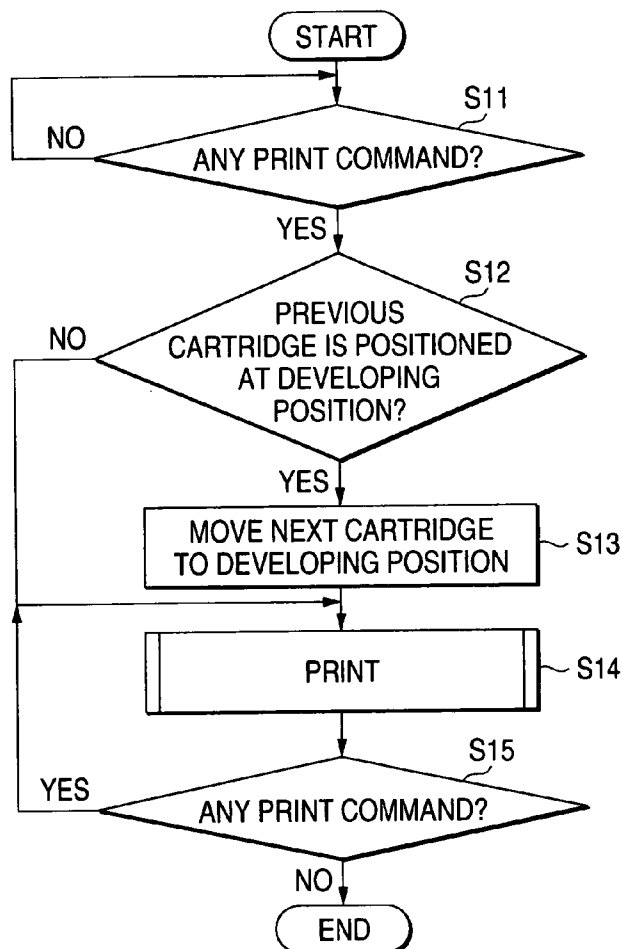 START
S11
NO
ANY PRINT COMMAND?
YES
S12
NO
PREVIOUS
CARTRIDGE IS POSITIONED
AT DEVELOPING
POSITION?
YES
MOVE NEXT CARTRIDGE
TO DEVELOPING POSITION
S13
PRINT
S14
S15
YES
ANY PRINT COMMAND?
NO
END